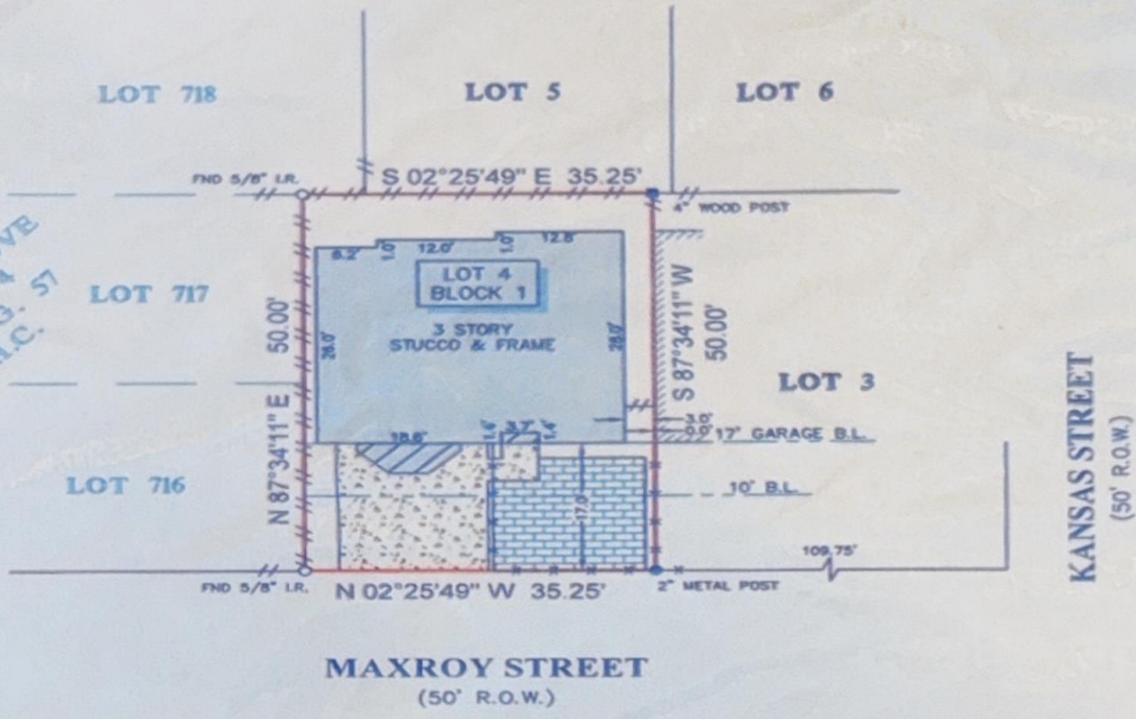 LOT 718
LOT 5
LOT 6
FND 5/8" I.R.
S 02°25'49" E 35.25'
4" WOOD POST
8.2'
1.0'
12.0'
1.0'
12.8'
LOT 4
BLOCK 1
3 STORY
STUCCO & FRAME
28.0'
28.0'
LOT 717
N 87°34'11" E 50.00'
S 87°34'11" W
50.00'
LOT 3
3.0'
17' GARAGE B.L.
3.7'
1.4'
10' B.L.
17.0'
LOT 716
109.75'
KANSAS STREET
(50' R.O.W.)
FND 5/8" I.R.
N 02°25'49" W 35.25'
2" METAL POST
MAXROY STREET
(50' R.O.W.)